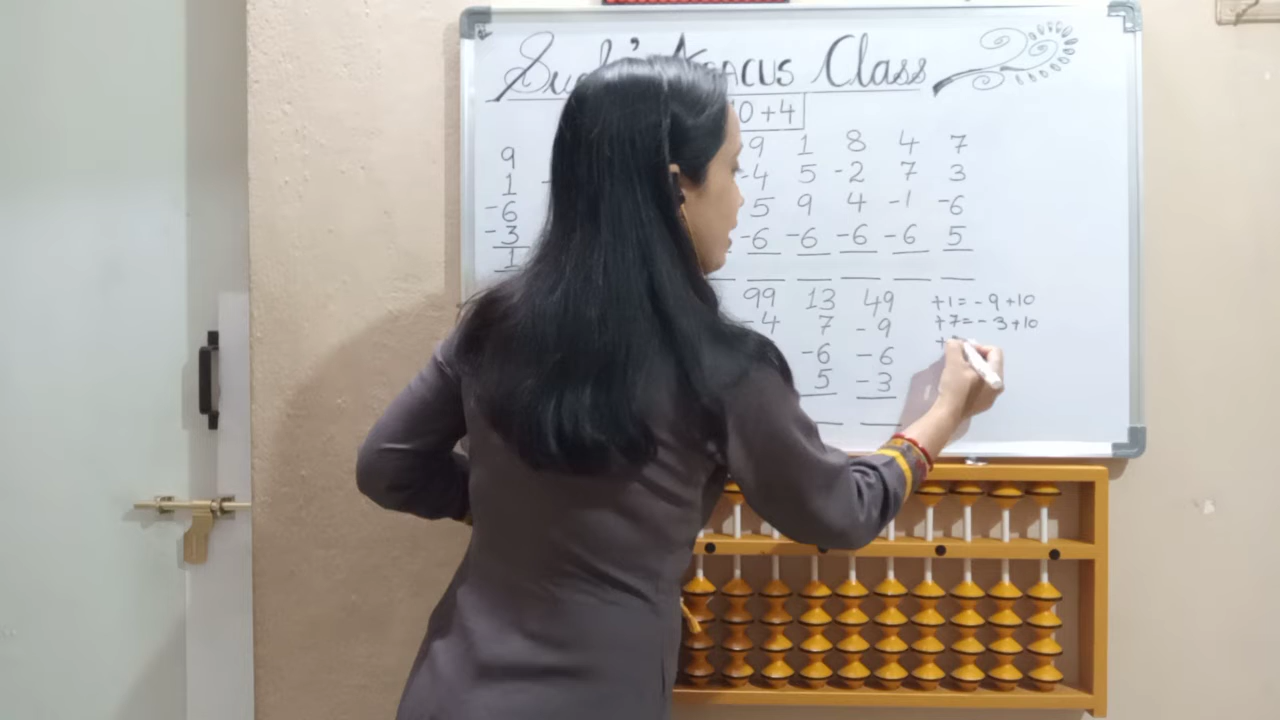 ABACUS Class
10+4
9 9 1 8 4 7
1 -4 5 -2 7 3
-6 5 9 4 -1 -6
-3 -6 -6 -6 -6 5
1
99 13 49 +1=-9+10
-4 7 -9 +7=-3+10
-6 -6
5 -3